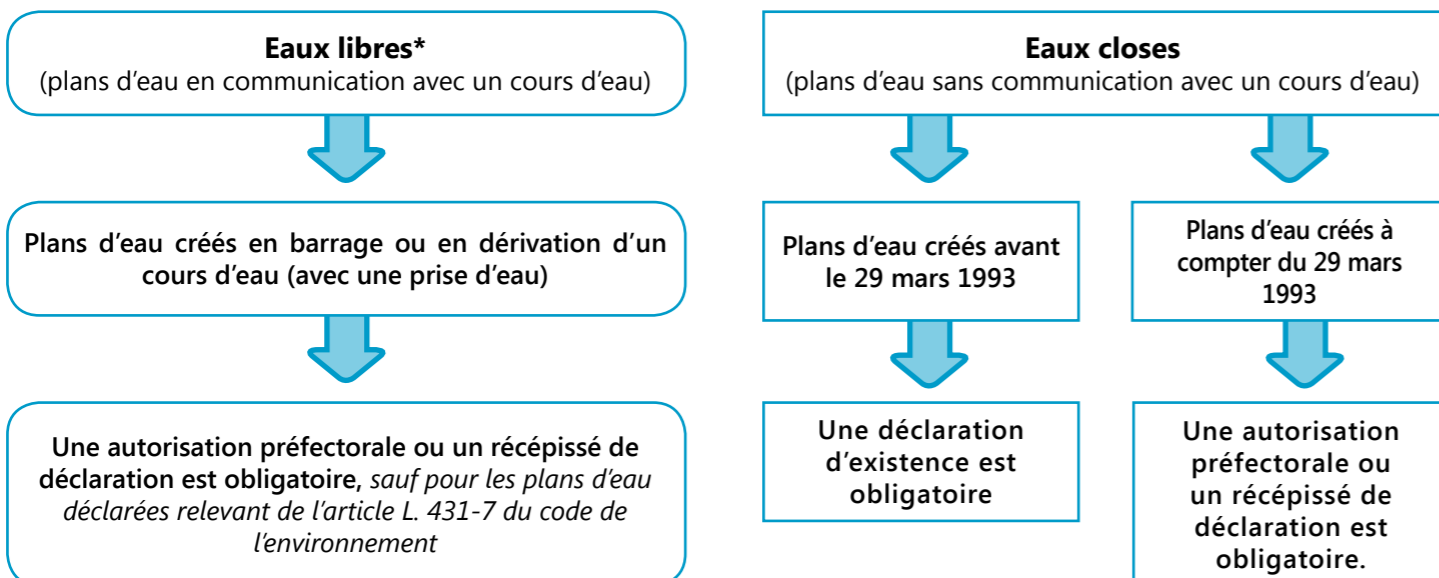 Eaux libres*
(plans d'eau en communication avec un cours d'eau)
Plans d'eau créés en barrage ou en dérivation d'un
cours d'eau (avec une prise d'eau)
Une autorisation préfectorale ou un récépissé de
déclaration est obligatoire, sauf pour les plans d'eau
déclarées relevant de l'article L. 431-7 du code de
l'environnement
Eaux closes
(plans d'eau sans communication avec un cours d'eau)
Plans d'eau créés avant
le 29 mars 1993
Une déclaration
d'existence est
obligatoire
Plans d'eau créés à
compter du 29 mars
1993
Une autorisation
préfectorale ou
un récépissé de
déclaration est
obligatoire.